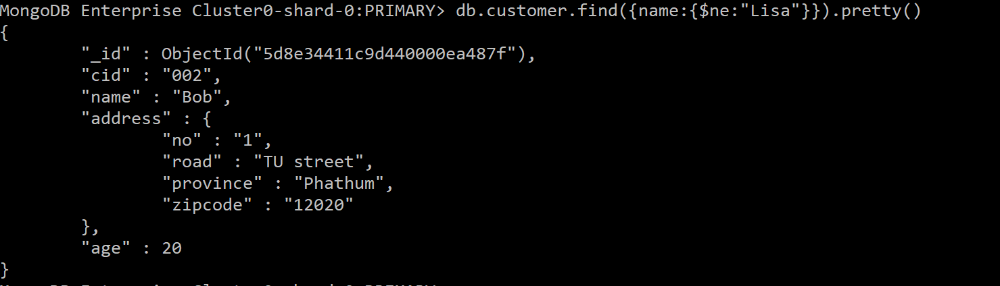 MongoDB Enterprise Cluster0-shard-0:PRIMARY> db.customer.find({name:{$ne:"Lisa"}}).pretty()
{
        "_id" : ObjectId("5d8e34411c9d440000ea487f"),
        "cid" : "002",
        "name" : "Bob",
        "address" : {
                "no" : "1",
                "road" : "TU street",
                "province" : "Phathum",
                "zipcode" : "12020"
        },
        "age" : 20
}